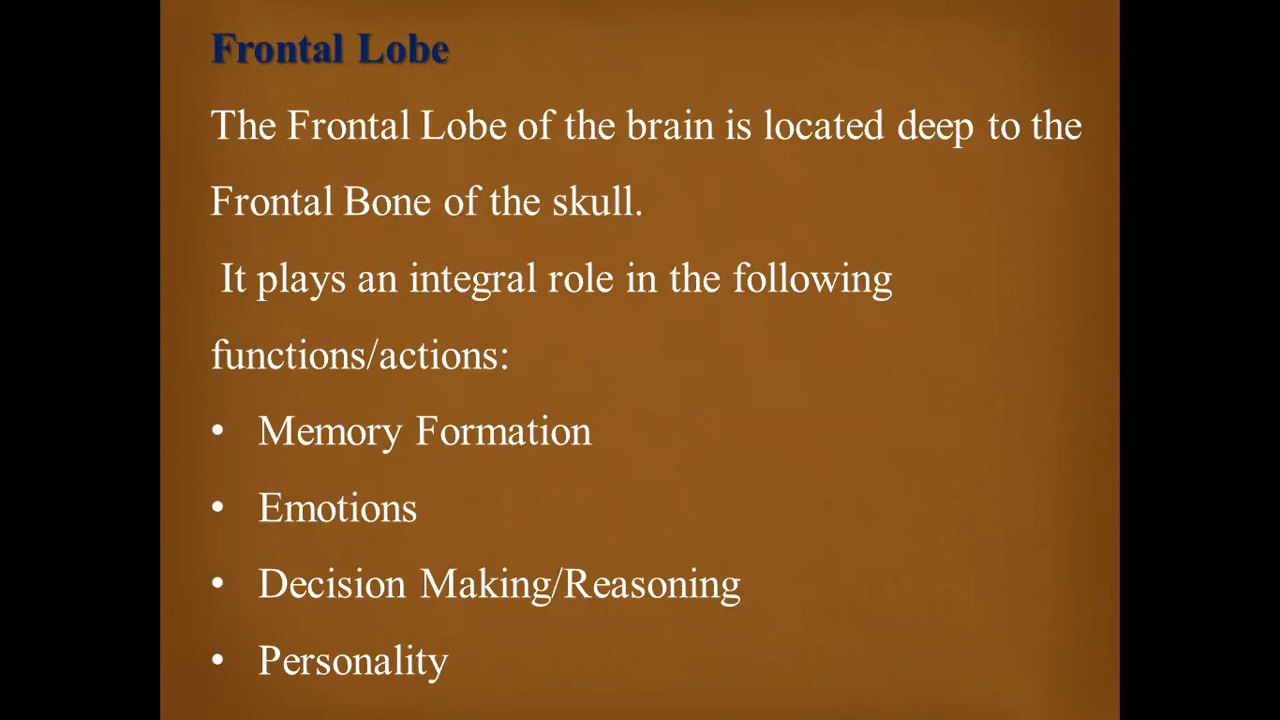 Frontal Lobe
The Frontal Lobe of the brain is located deep to the
Frontal Bone of the skull.
It plays an integral role in the following
functions/actions:
• Memory Formation
• Emotions
• Decision Making/Reasoning
• Personality